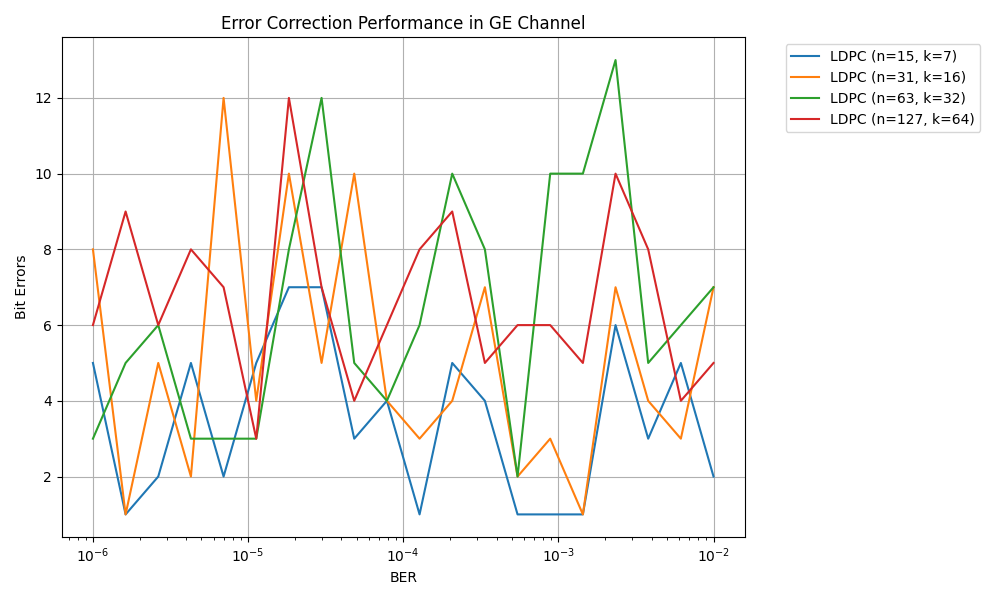 Error Correction Performance in GE Channel
LDPC (n=15, k=7)
LDPC (n=31, k=16)
LDPC (n=63, k=32)
LDPC (n=127, k=64)
12
10
8
6
4
2
Bit Errors
10⁻⁶ 10⁻⁵ 10⁻⁴ 10⁻³ 10⁻²
BER